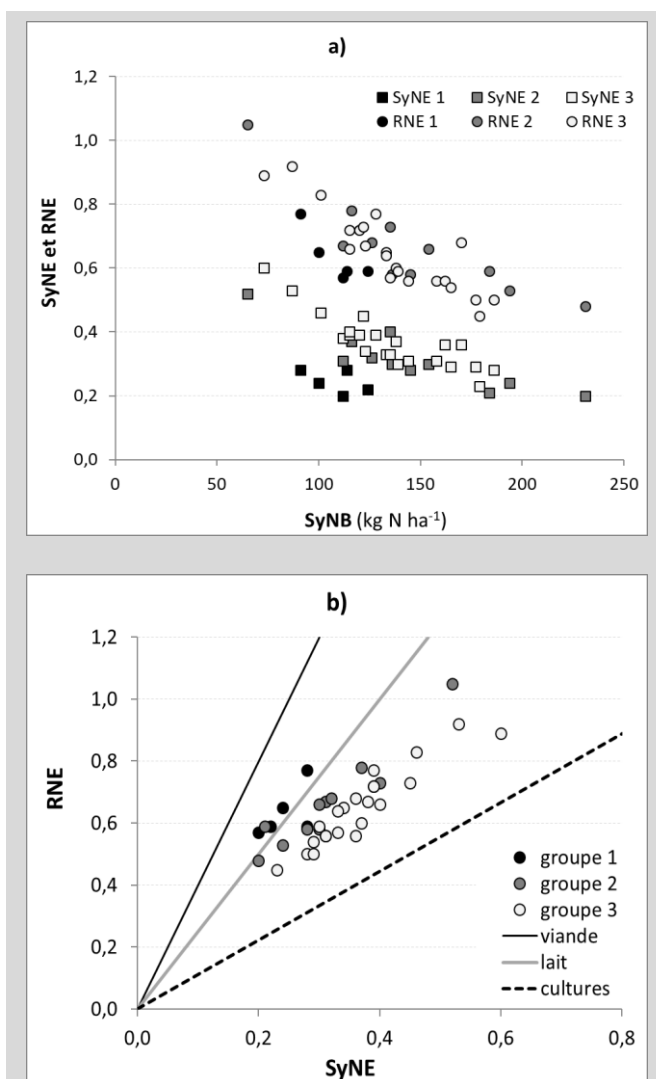 a)
1,2
1,0
0,8
0,6
0,4
0,2
0,0
SyNE et RNE
SyNE 1 SyNE 2 SyNE 3
RNE 1 RNE 2 RNE 3
0 50 100 150 200 250
SyNB (kg N ha⁻¹)
b)
1,2
1,0
0,8
0,6
0,4
0,2
0,0
RNE
groupe 1
groupe 2
groupe 3
viande
lait
cultures
0,0 0,2 0,4 0,6 0,8
SyNE